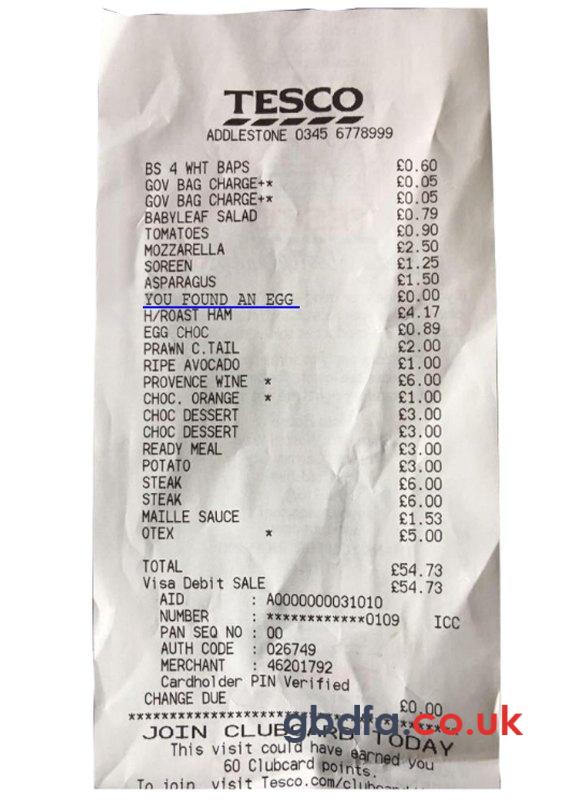 TESCO
ADDLESTONE 0345 6778999
BS 4 WHT BAPS £0.60
GOV BAG CHARGE+* £0.05
GOV BAG CHARGE+* £0.05
BABYLEAF SALAD £0.79
TOMATOES £0.90
MOZZARELLA £2.50
SOREEN £1.25
ASPARAGUS £1.50
YOU FOUND AN EGG £0.00
H/ROAST HAM £4.17
EGG CHOC £0.89
PRAWN C.TAIL £2.00
RIPE AVOCADO £1.00
PROVENCE WINE * £6.00
CHOC. ORANGE * £1.00
CHOC DESSERT £3.00
CHOC DESSERT £3.00
READY MEAL £3.00
POTATO £3.00
STEAK £6.00
STEAK £6.00
MAILLE SAUCE £1.53
OTEX * £5.00
TOTAL £54.73
Visa Debit SALE £54.73
AID : A0000000031010
NUMBER : ************0109 ICC
PAN SEQ NO : 00
AUTH CODE : 026749
MERCHANT : 46201792
Cardholder PIN Verified
CHANGE DUE £0.00
gbdfa.co.uk
JOIN CLUBCARD TODAY
This visit could have earned you
60 Clubcard points.
To join, visit Tesco.com/clubcard